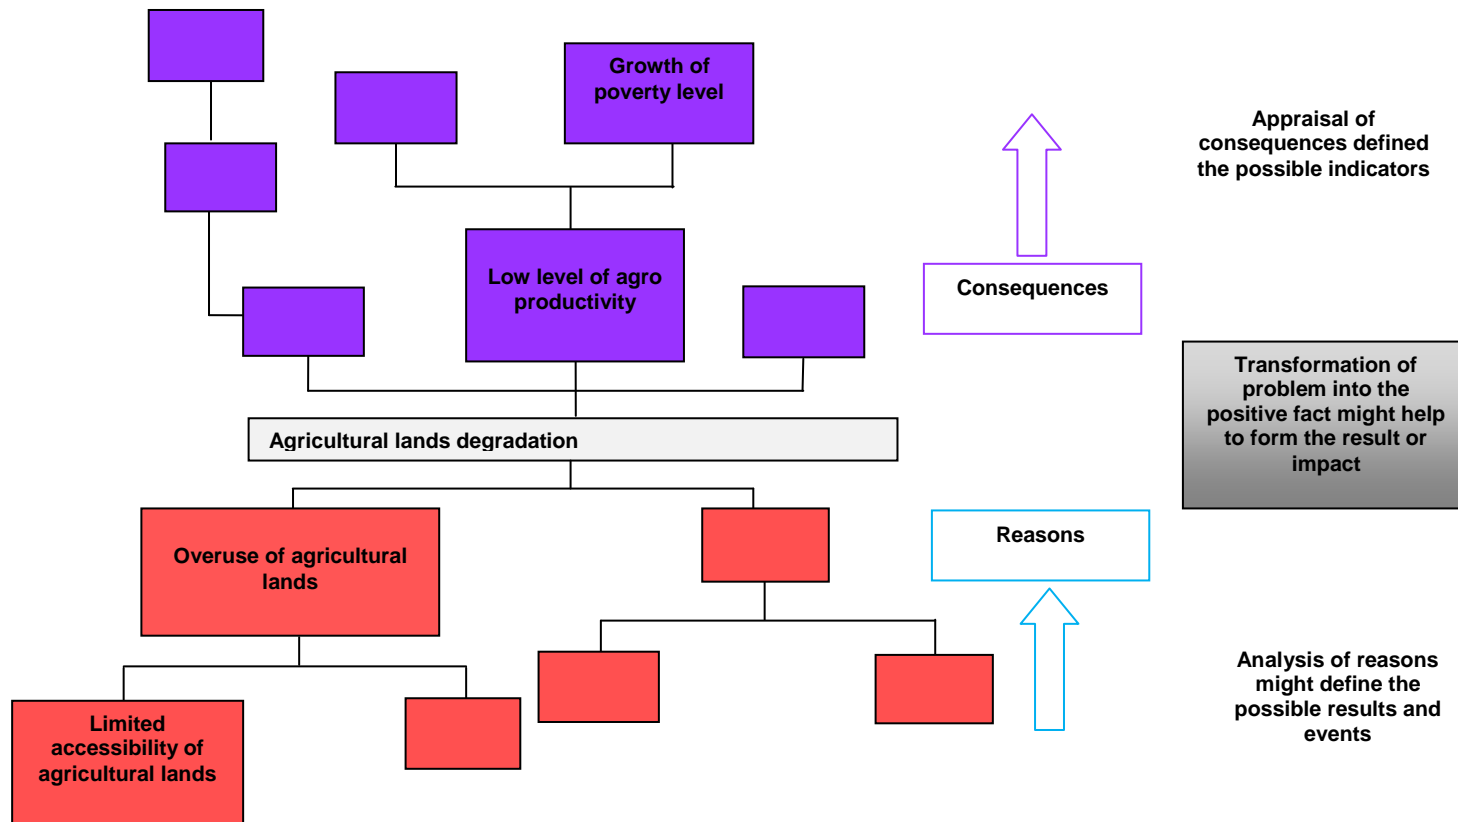 Growth of
poverty level
Appraisal of
consequences defined
the possible indicators
Low level of agro
productivity
Consequences
Transformation of
problem into the
positive fact might help
to form the result or
impact
Agricultural lands degradation
Overuse of agricultural
lands
Reasons
Limited
accessibility of
agricultural lands
Analysis of reasons
might define the
possible results and
events